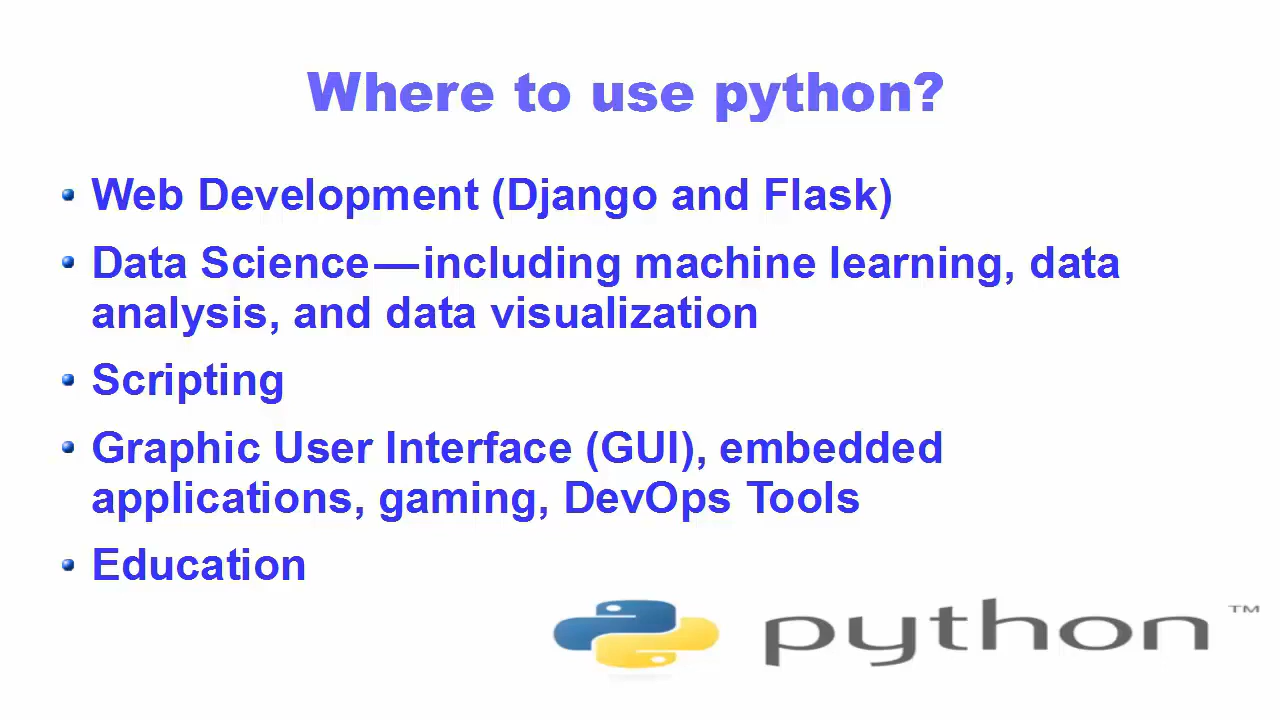 Where to use python?
• Web Development (Django and Flask)
• Data Science — including machine learning, data
analysis, and data visualization
• Scripting
• Graphic User Interface (GUI), embedded
applications, gaming, DevOps Tools
• Education
python™